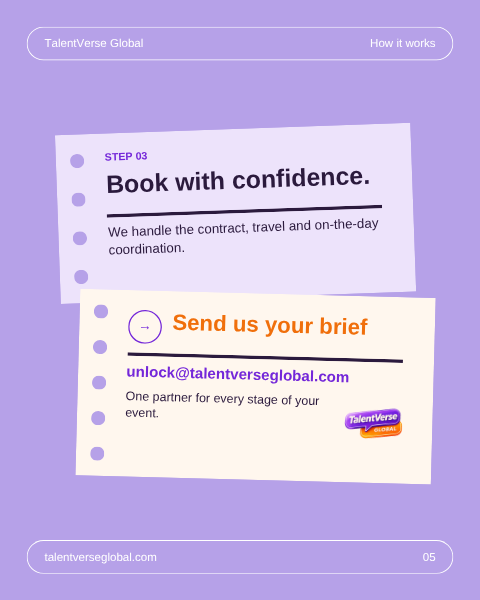 TalentVerse Global
How it works
STEP 03
Book with confidence.
We handle the contract, travel and on-the-day
coordination.
→ Send us your brief
unlock@talentverseglobal.com
One partner for every stage of your
event.
TalentVerse
GLOBAL
talentverseglobal.com
05